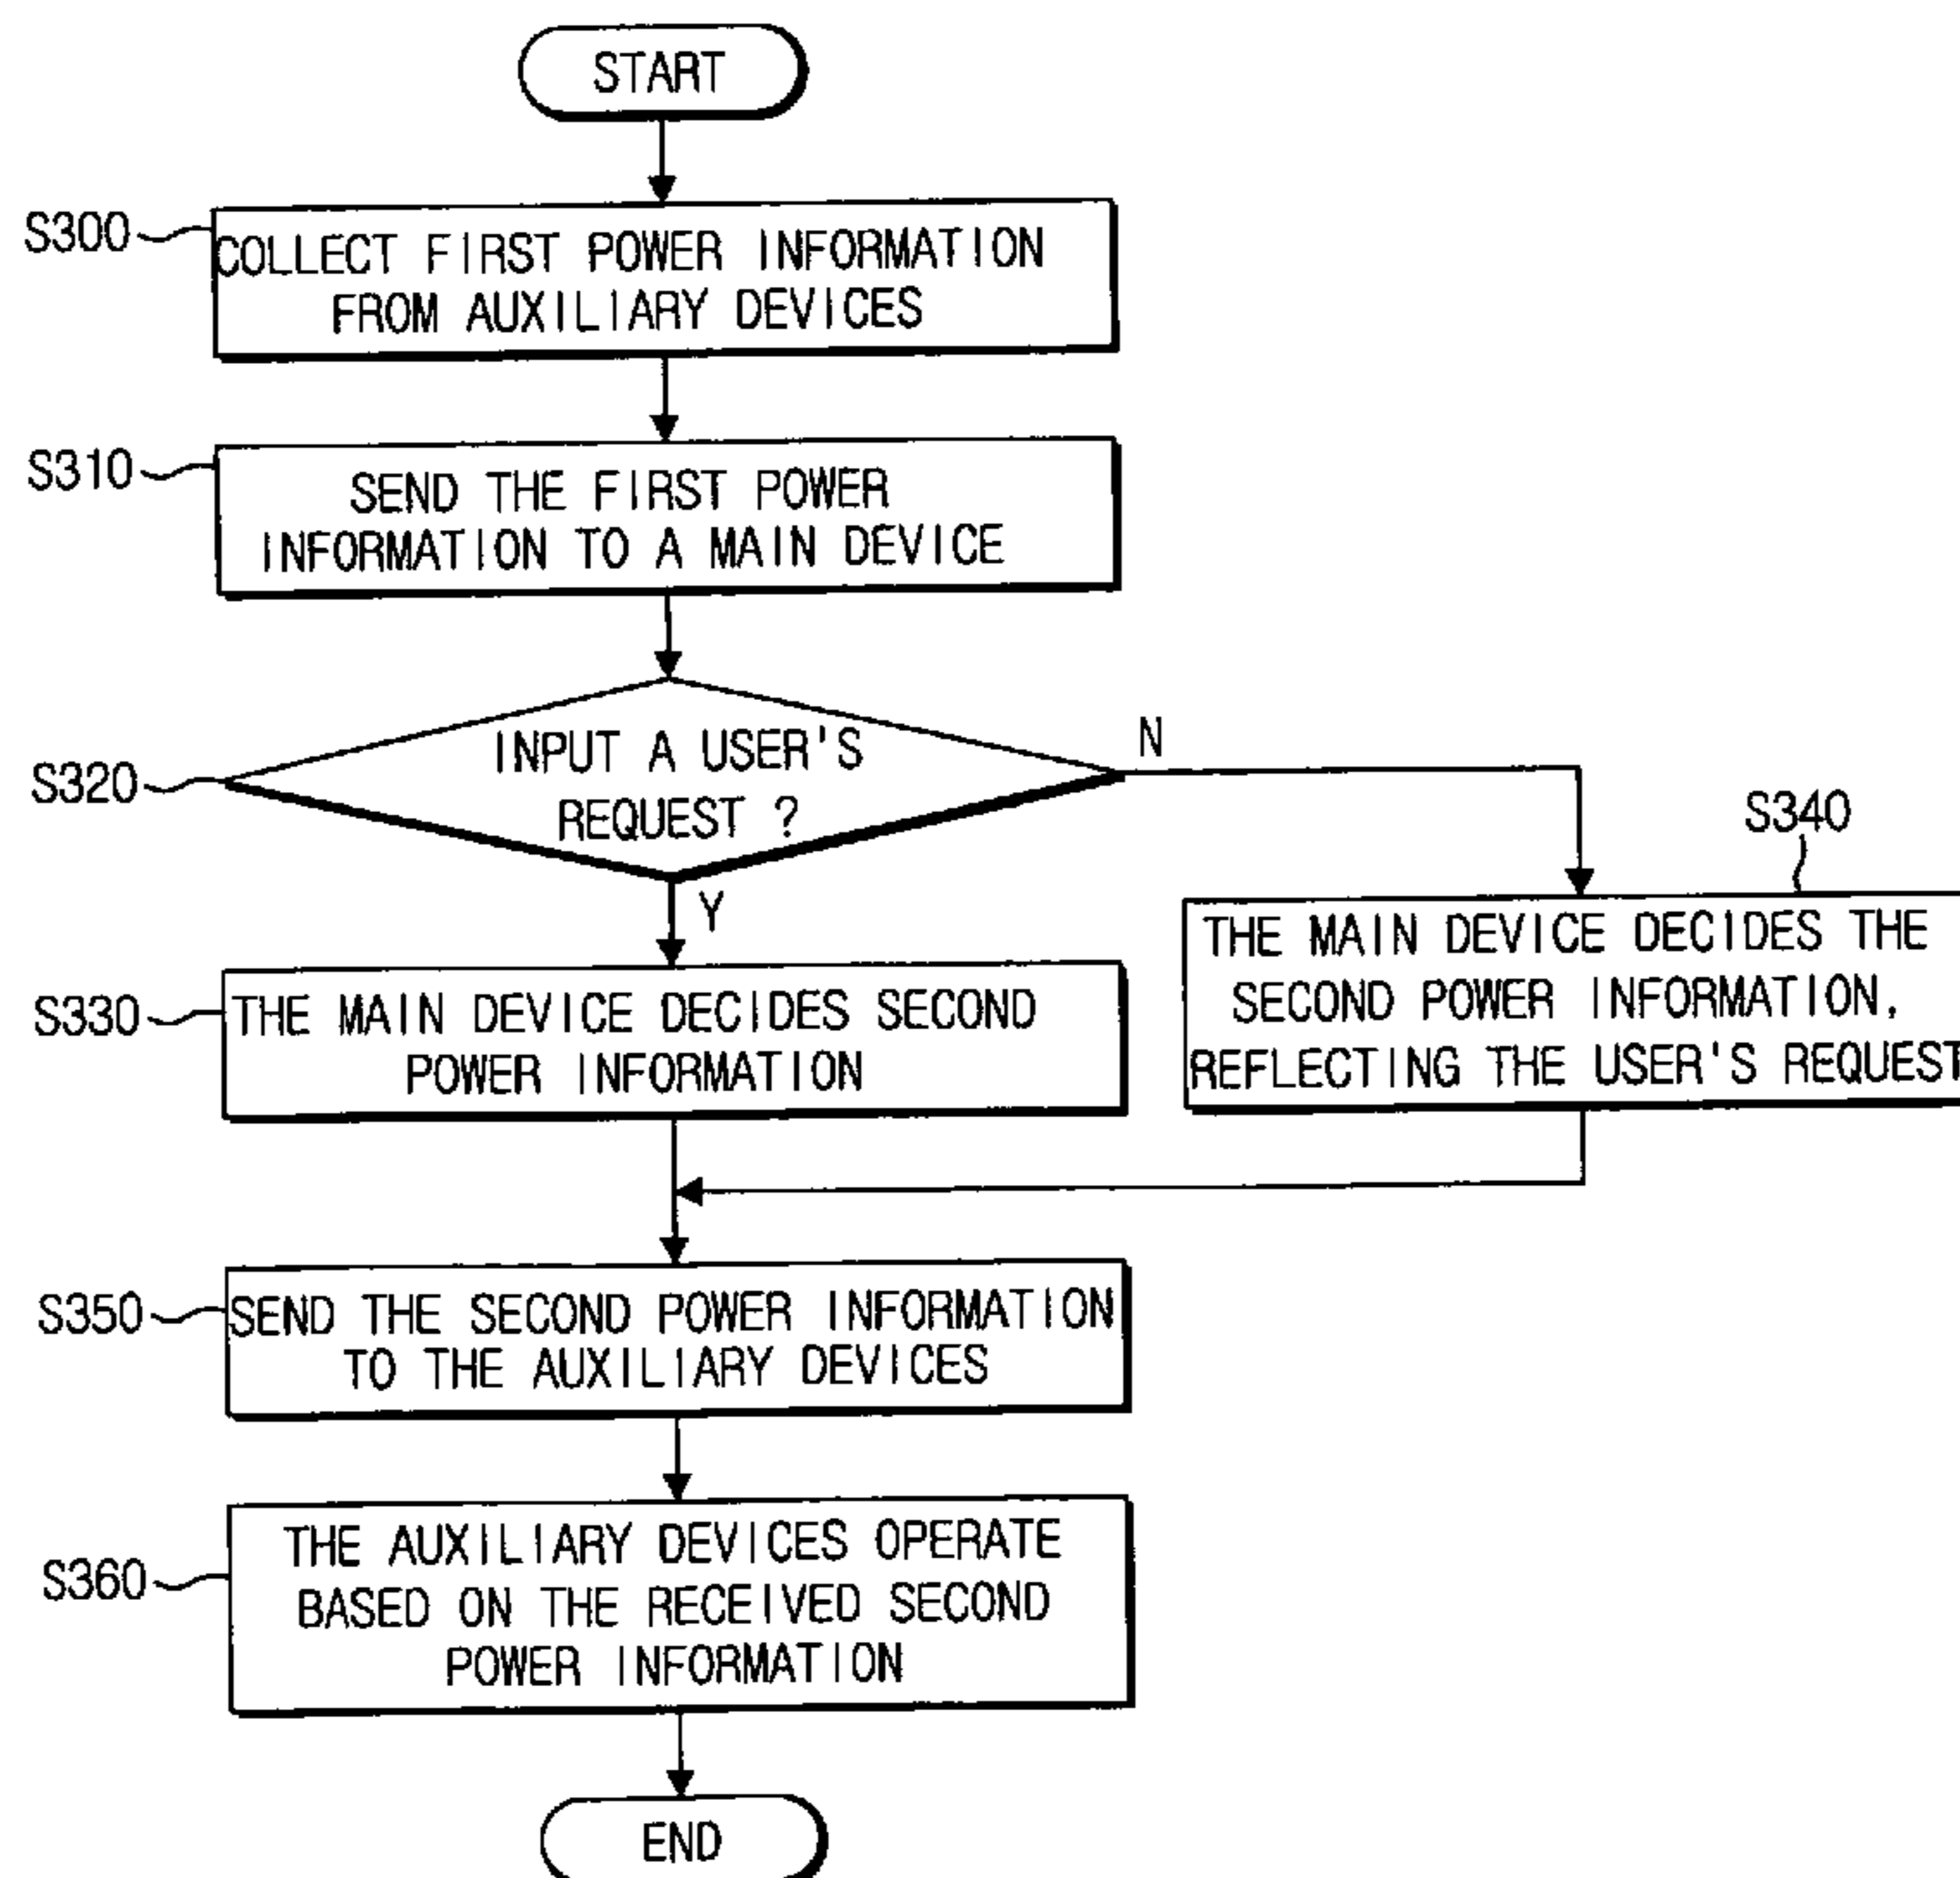 START
S300
COLLECT FIRST POWER INFORMATION
FROM AUXILIARY DEVICES
S310
SEND THE FIRST POWER
INFORMATION TO A MAIN DEVICE
S320
INPUT A USER'S
REQUEST ?
N
Y
S340
THE MAIN DEVICE DECIDES THE
SECOND POWER INFORMATION,
REFLECTING THE USER'S REQUEST
S330
THE MAIN DEVICE DECIDES SECOND
POWER INFORMATION
S350
SEND THE SECOND POWER INFORMATION
TO THE AUXILIARY DEVICES
S360
THE AUXILIARY DEVICES OPERATE
BASED ON THE RECEIVED SECOND
POWER INFORMATION
END